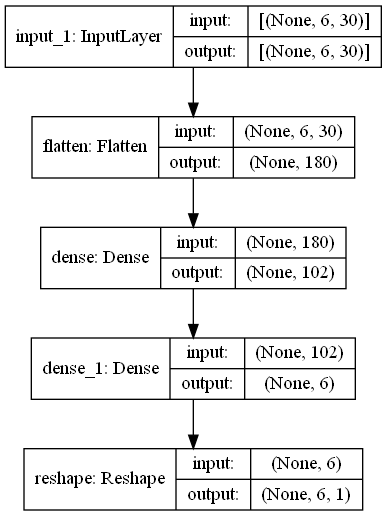 input_1: InputLayer
input: [(None, 6, 30)]
output: [(None, 6, 30)]
flatten: Flatten
input: (None, 6, 30)
output: (None, 180)
dense: Dense
input: (None, 180)
output: (None, 102)
dense_1: Dense
input: (None, 102)
output: (None, 6)
reshape: Reshape
input: (None, 6)
output: (None, 6, 1)